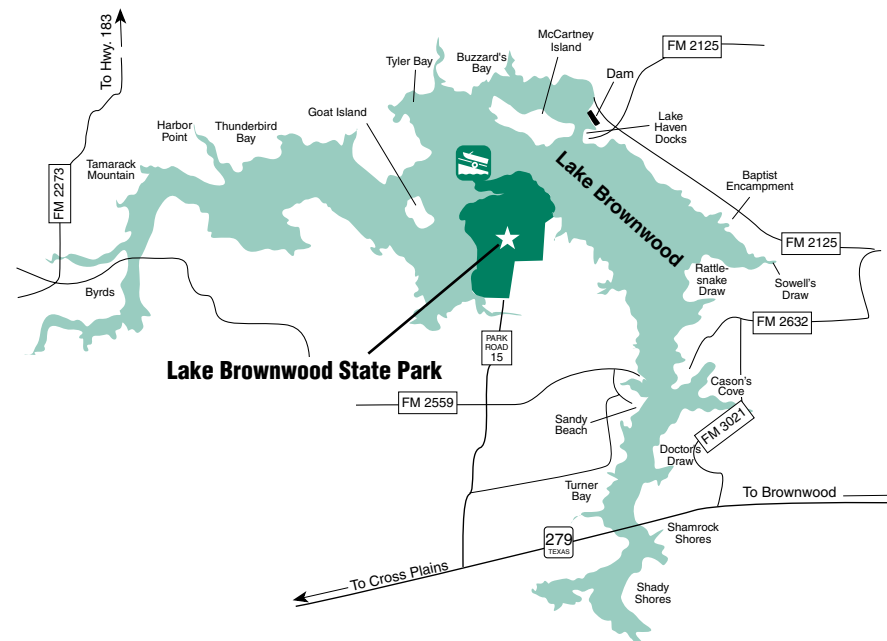 To Hwy. 183
McCartney
Island
FM 2125
Buzzard's
Bay
Tyler Bay
Dam
Goat Island
Lake
Haven
Docks
Harbor
Point
Thunderbird
Bay
Tamarack
Mountain
FM 2273
Lake Brownwood
Baptist
Encampment
FM 2125
Rattle-
snake
Draw
Sowell's
Draw
Byrds
FM 2632
PARK
ROAD
15
Lake Brownwood State Park
Cason's
Cove
FM 2559
FM 3021
Sandy
Beach
Doctor's
Draw
Turner
Bay
To Brownwood
279
TEXAS
Shamrock
Shores
To Cross Plains
Shady
Shores